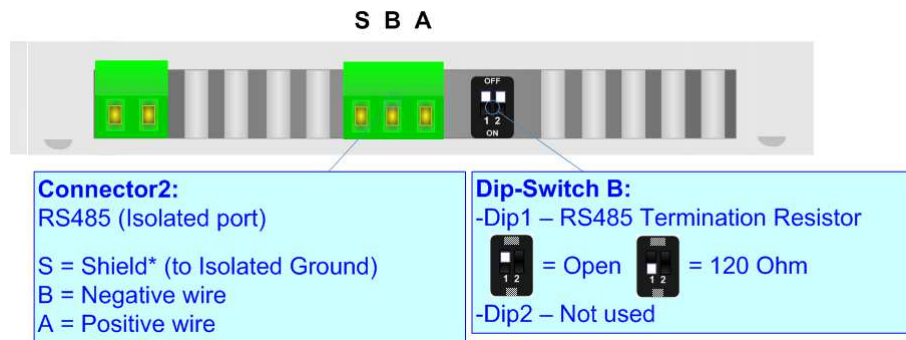 S B A
OFF
1 2
ON
Connector2:
RS485 (Isolated port)
S = Shield* (to Isolated Ground)
B = Negative wire
A = Positive wire
Dip-Switch B:
-Dip1 – RS485 Termination Resistor
1 2 = Open 1 2 = 120 Ohm
-Dip2 – Not used